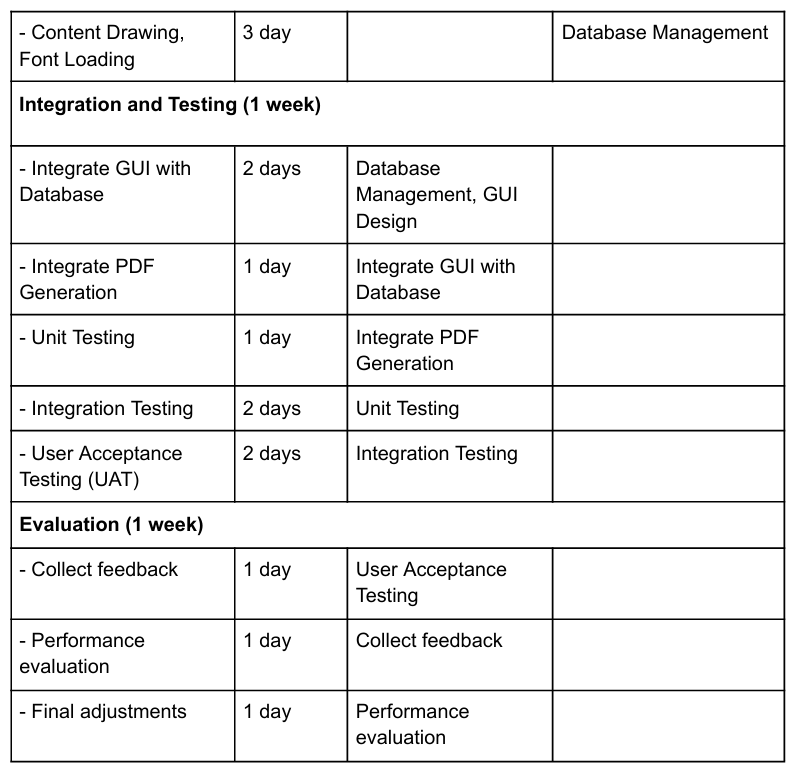 - Content Drawing, 3 day Database Management
Font Loading
Integration and Testing (1 week)
- Integrate GUI with 2 days Database
Database Management, GUI
Design
- Integrate PDF 1 day Integrate GUI with
Generation Database
- Unit Testing 1 day Integrate PDF
Generation
- Integration Testing 2 days Unit Testing
- User Acceptance 2 days Integration Testing
Testing (UAT)
Evaluation (1 week)
- Collect feedback 1 day User Acceptance
Testing
- Performance 1 day Collect feedback
evaluation
- Final adjustments 1 day Performance
evaluation